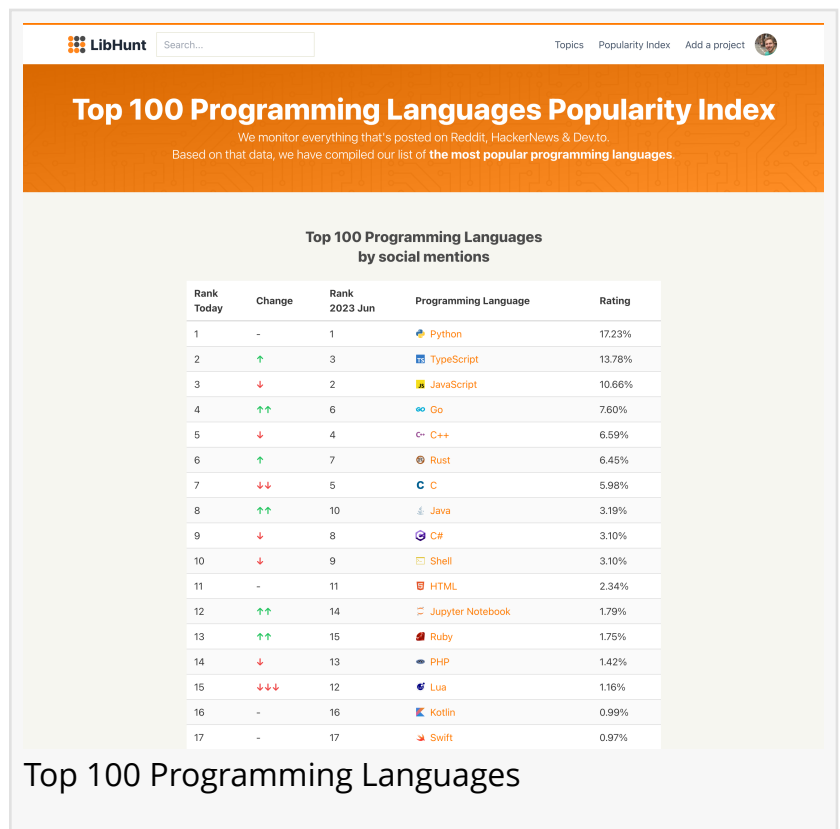 LibHunt Search... Topics Popularity Index Add a project
Top 100 Programming Languages Popularity Index
We monitor everything that's posted on Reddit, HackerNews & Dev.to.
Based on that data, we have compiled our list of the most popular programming languages.
Top 100 Programming Languages
by social mentions
Rank Today Change Rank 2023 Jun Programming Language Rating
1 - 1 Python 17.23%
2 ↑ 3 TypeScript 13.78%
3 ↓ 2 JavaScript 10.66%
4 ↑↑ 6 Go 7.60%
5 ↓ 4 C++ 6.59%
6 ↑ 7 Rust 6.45%
7 ↓↓ 5 C 5.98%
8 ↑↑ 10 Java 3.19%
9 ↓ 8 C# 3.10%
10 ↓ 9 Shell 3.10%
11 - 11 HTML 2.34%
12 ↑↑ 14 Jupyter Notebook 1.79%
13 ↑↑ 15 Ruby 1.75%
14 ↓ 13 PHP 1.42%
15 ↓↓↓ 12 Lua 1.16%
16 - 16 Kotlin 0.99%
17 - 17 Swift 0.97%
Top 100 Programming Languages